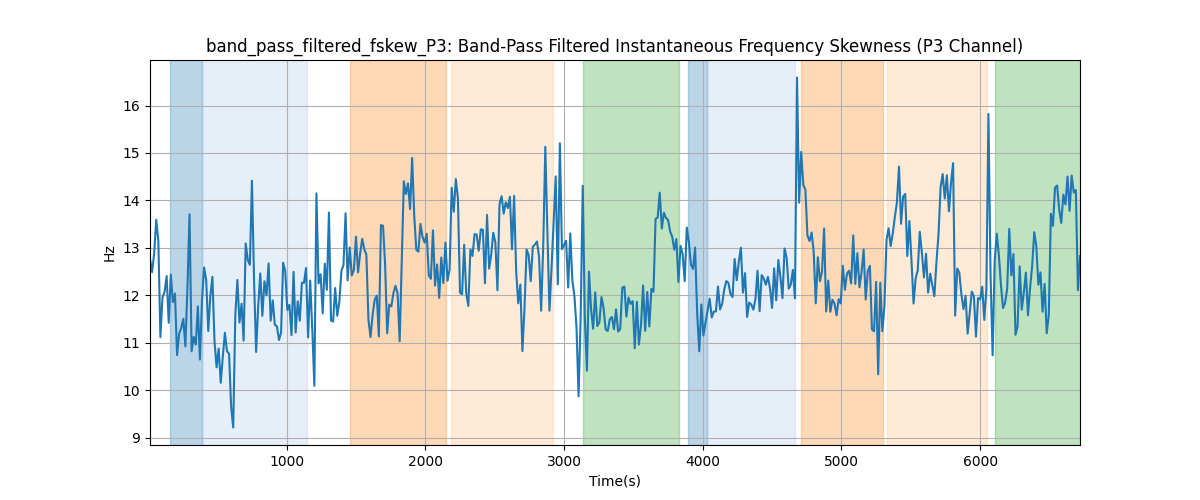 band_pass_filtered_fskew_P3: Band-Pass Filtered Instantaneous Frequency Skewness (P3 Channel)
16
15
14
13
12
11
10
9
Hz
1000 2000 3000 4000 5000 6000
Time(s)